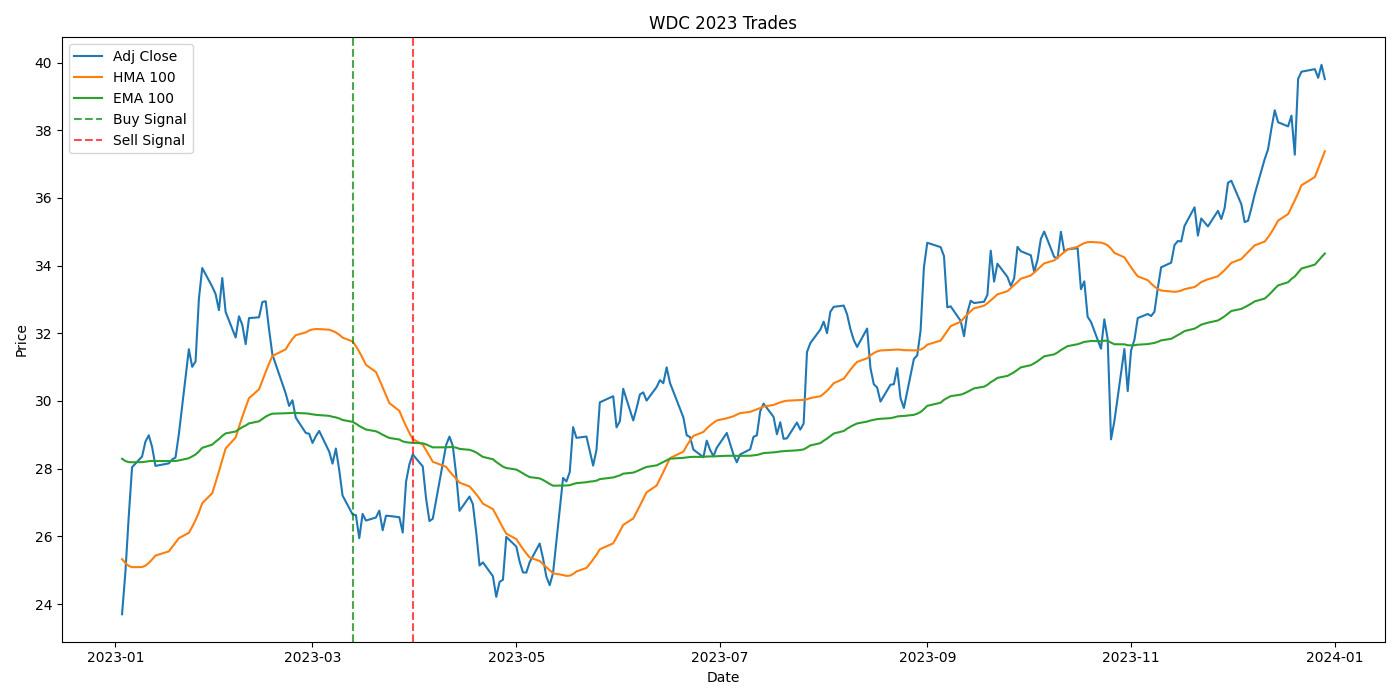 WDC 2023 Trades
Adj Close
HMA 100
EMA 100
Buy Signal
Sell Signal
Price
40
38
36
34
32
30
28
26
24
2023-01 2023-03 2023-05 2023-07 2023-09 2023-11 2024-01
Date